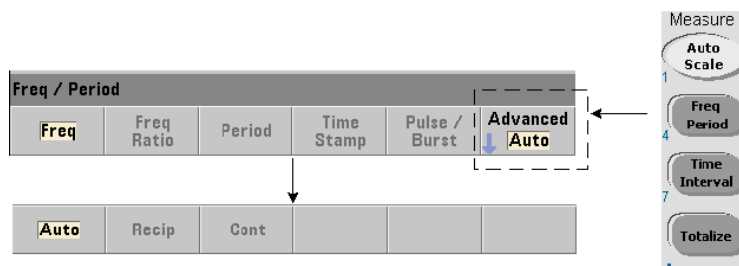 Measure
Auto
Scale
1
Freq / Period
Freq
Freq
Ratio
Period
Time
Stamp
Pulse /
Burst
Advanced
Auto
Freq
Period
4
Time
Interval
7
Totalize
Auto
Recip
Cont